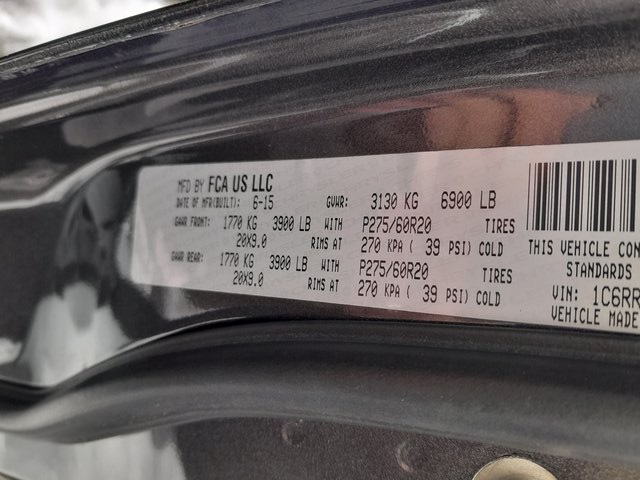 MFD BY FCA US LLC
DATE OF MFR(BUILT): 6-15 GVWR: 3130 KG 6900 LB
GAWR FRONT: 1770 KG 3900 LB WITH P275/60R20 TIRES
20X9.0 RIMS AT 270 KPA ( 39 PSI) COLD
GAWR REAR: 1770 KG 3900 LB WITH P275/60R20 TIRES
20X9.0 RIMS AT 270 KPA ( 39 PSI) COLD
THIS VEHICLE CON
STANDARDS
VIN: 1C6RR
VEHICLE MADE